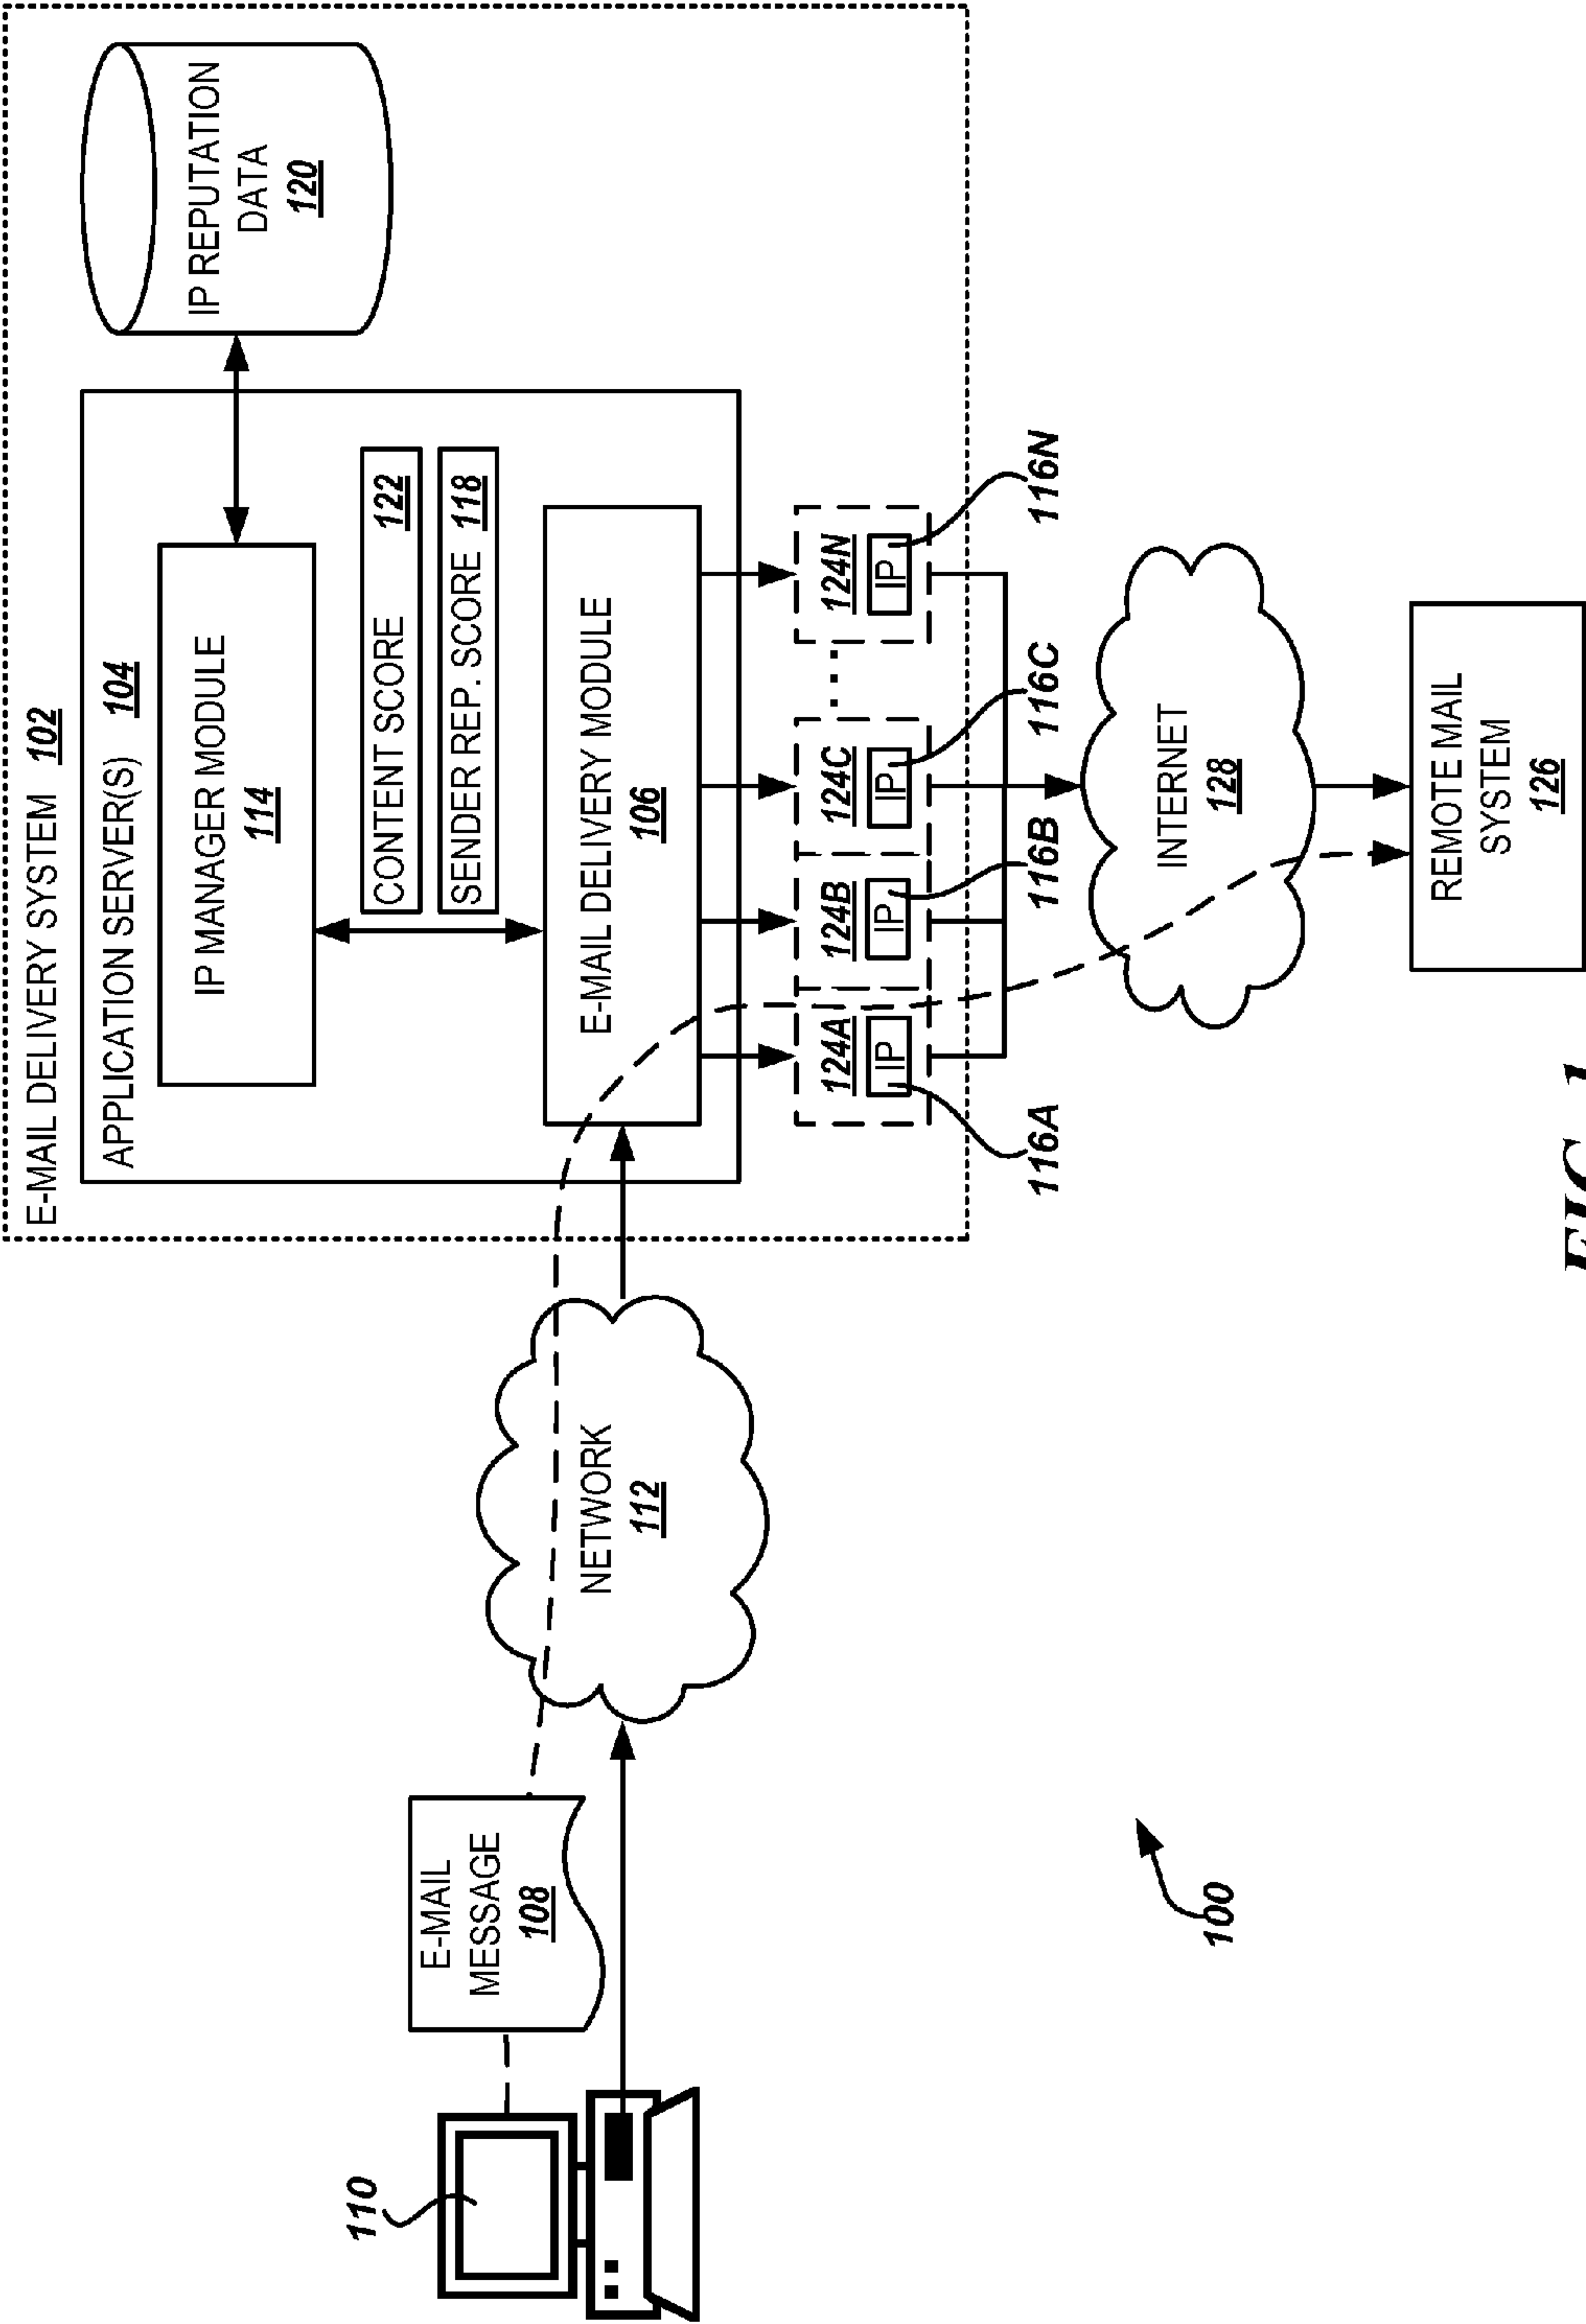 E-MAIL DELIVERY SYSTEM 102
APPLICATION SERVER(S) 104
IP MANAGER MODULE
114
IP REPUTATION
DATA
120
CONTENT SCORE 122
SENDER REP. SCORE 118
E-MAIL DELIVERY MODULE
106
110
E-MAIL
MESSAGE
108
NETWORK
112
124A
IP
124B
IP
124C
IP
...
124N
IP
116A
116B
116C
116N
INTERNET
128
REMOTE MAIL
SYSTEM
126
100